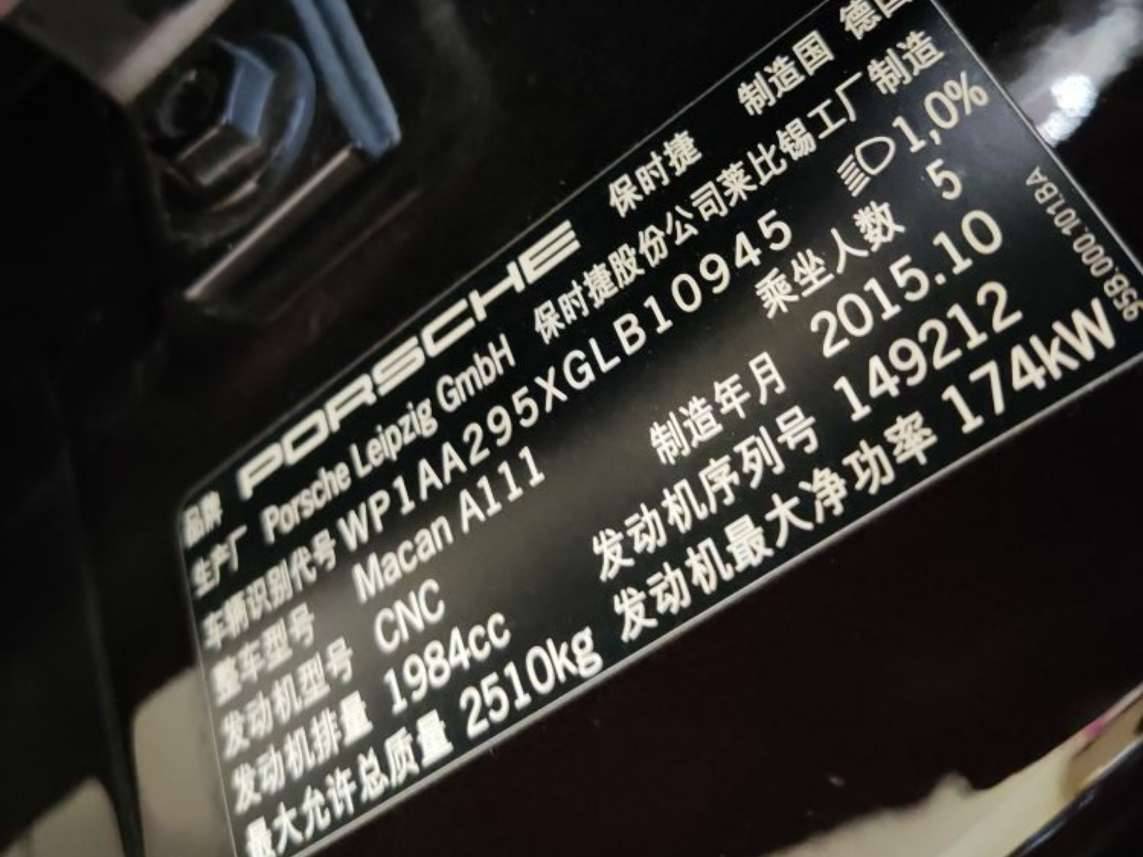 品牌 PORSCHE 保时捷 制造国 德国
生产厂 Porsche Leipzig GmbH 保时捷股份公司莱比锡工厂制造
车辆识别代号 WP1AA295XGLB10945 1,0%
整车型号 Macan A111 乘坐人数 5
发动机型号 CNC 制造年月 2015.10
发动机排量 1984cc 发动机序列号 149212
最大允许总质量 2510kg 发动机最大净功率 174kW
95B.000.101BA